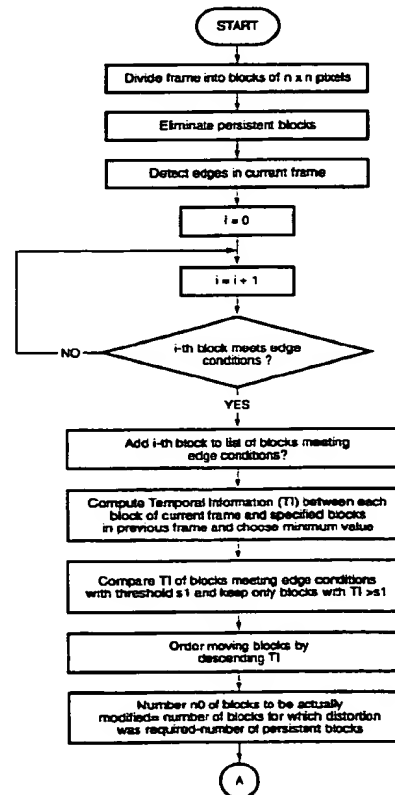 START
Divide frame into blocks of n x n pixels
Eliminate persistent blocks
Detect edges in current frame
i = 0
i = i + 1
i-th block meets edge
conditions ?
NO
YES
Add i-th block to list of blocks meeting
edge conditions?
Compute Temporal Information (TI) between each
block of current frame and specified blocks
in previous frame and choose minimum value
Compare TI of blocks meeting edge conditions
with threshold s1 and keep only blocks with TI >s1
Order moving blocks by
descending TI
Number n0 of blocks to be actually
modified= number of blocks for which distortion
was required-number of persistent blocks
A